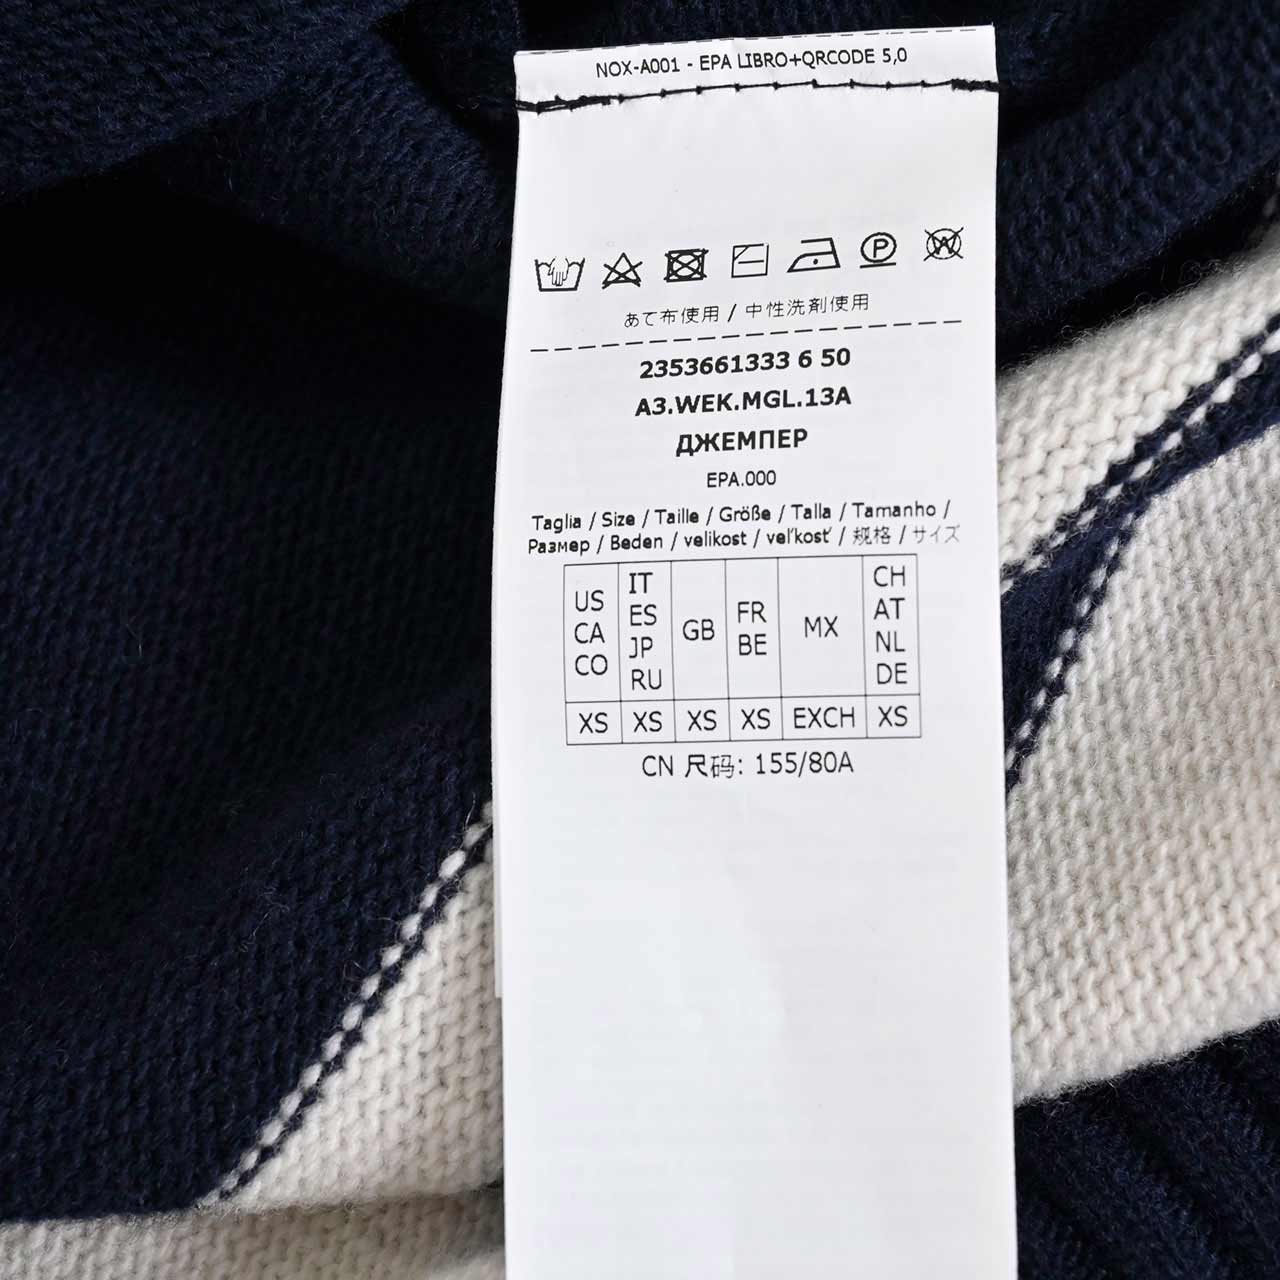 NOX-A001 - EPA LIBRO+QRCODE 5,0
P
W
あて布使用 / 中性洗剤使用
2353661333 6 50
A3.WEK.MGL.13A
ДЖЕМПЕР
EPA.000
Taglia / Size / Taille / Größe / Talla / Tamanho /
Размер / Beden / velikost / veľkosť / 规格 / サイズ
US CA CO
IT ES JP RU
GB
FR BE
MX
CH AT NL DE
XS XS XS XS EXCH XS
CN 尺码: 155/80A